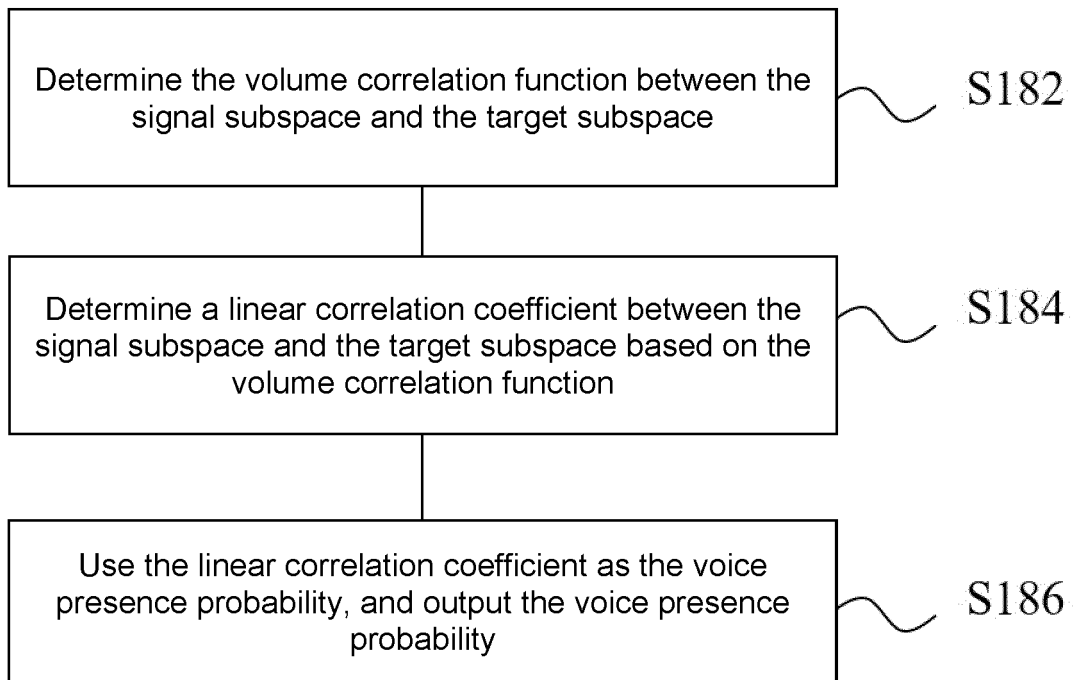 Determine the volume correlation function between the
signal subspace and the target subspace
S182
Determine a linear correlation coefficient between the
signal subspace and the target subspace based on the
volume correlation function
S184
Use the linear correlation coefficient as the voice
presence probability, and output the voice presence
probability
S186